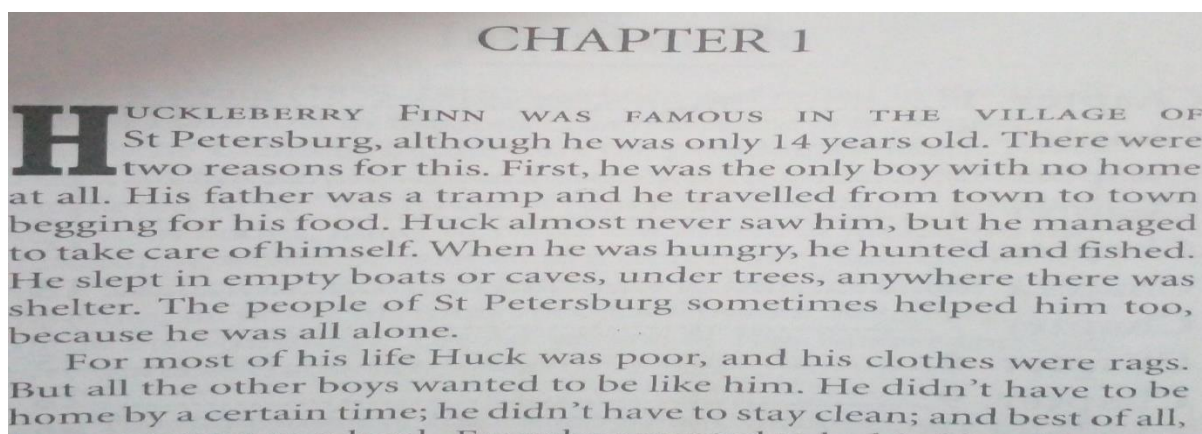 CHAPTER 1
HUCKLEBERRY FINN WAS FAMOUS IN THE VILLAGE OF
St Petersburg, although he was only 14 years old. There were
two reasons for this. First, he was the only boy with no home
at all. His father was a tramp and he travelled from town to town
begging for his food. Huck almost never saw him, but he managed
to take care of himself. When he was hungry, he hunted and fished.
He slept in empty boats or caves, under trees, anywhere there was
shelter. The people of St Petersburg sometimes helped him too,
because he was all alone.
For most of his life Huck was poor, and his clothes were rags.
But all the other boys wanted to be like him. He didn't have to be
home by a certain time; he didn't have to stay clean; and best of all,